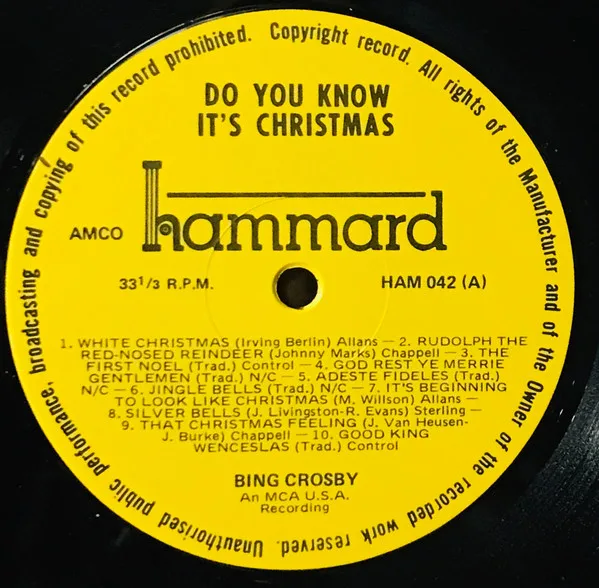 Unauthorised public performance, broadcasting and copying of this record prohibited. Copyright record. All rights of the Manufacturer and of the Owner of the recorded work reserved.
DO YOU KNOW
IT'S CHRISTMAS
hammard
AMCO
33 1/3 R.P.M.
HAM 042 (A)
1. WHITE CHRISTMAS (Irving Berlin) Allans — 2. RUDOLPH THE
RED-NOSED REINDEER (Johnny Marks) Chappell — 3. THE
FIRST NOEL (Trad.) Control — 4. GOD REST YE MERRIE
GENTLEMEN (Trad.) N/C — 5. ADESTE FIDELES (Trad.)
N/C — 6. JINGLE BELLS (Trad.) N/C — 7. IT'S BEGINNING
TO LOOK LIKE CHRISTMAS (M. Willson) Allans —
8. SILVER BELLS (J. Livingston-R. Evans) Sterling —
9. THAT CHRISTMAS FEELING (J. Van Heusen-
J. Burke) Chappell — 10. GOOD KING
WENCESLAS (Trad.) Control
BING CROSBY
An MCA U.S.A.
Recording